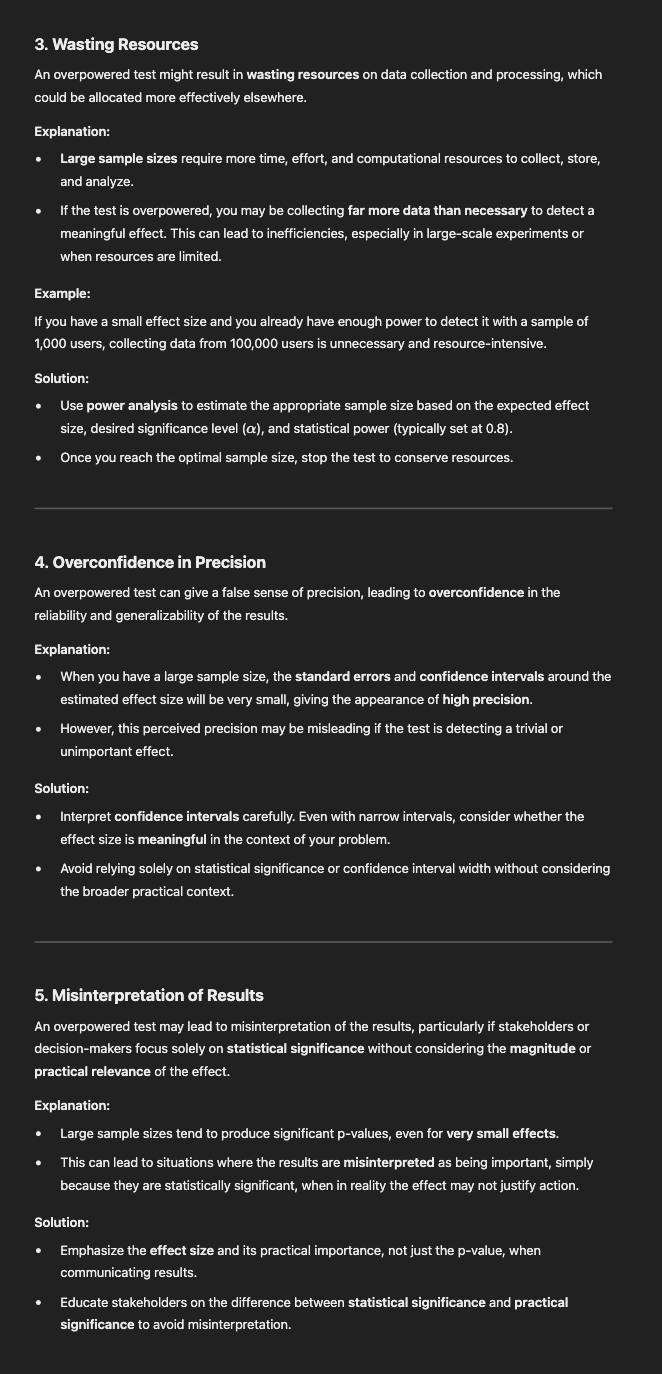 3. Wasting Resources
An overpowered test might result in wasting resources on data collection and processing, which
could be allocated more effectively elsewhere.
Explanation:
• Large sample sizes require more time, effort, and computational resources to collect, store,
and analyze.
• If the test is overpowered, you may be collecting far more data than necessary to detect a
meaningful effect. This can lead to inefficiencies, especially in large-scale experiments or
when resources are limited.
Example:
If you have a small effect size and you already have enough power to detect it with a sample of
1,000 users, collecting data from 100,000 users is unnecessary and resource-intensive.
Solution:
• Use power analysis to estimate the appropriate sample size based on the expected effect
size, desired significance level (α), and statistical power (typically set at 0.8).
• Once you reach the optimal sample size, stop the test to conserve resources.
4. Overconfidence in Precision
An overpowered test can give a false sense of precision, leading to overconfidence in the
reliability and generalizability of the results.
Explanation:
• When you have a large sample size, the standard errors and confidence intervals around the
estimated effect size will be very small, giving the appearance of high precision.
• However, this perceived precision may be misleading if the test is detecting a trivial or
unimportant effect.
Solution:
• Interpret confidence intervals carefully. Even with narrow intervals, consider whether the
effect size is meaningful in the context of your problem.
• Avoid relying solely on statistical significance or confidence interval width without considering
the broader practical context.
5. Misinterpretation of Results
An overpowered test may lead to misinterpretation of the results, particularly if stakeholders or
decision-makers focus solely on statistical significance without considering the magnitude or
practical relevance of the effect.
Explanation:
• Large sample sizes tend to produce significant p-values, even for very small effects.
• This can lead to situations where the results are misinterpreted as being important, simply
because they are statistically significant, when in reality the effect may not justify action.
Solution:
• Emphasize the effect size and its practical importance, not just the p-value, when
communicating results.
• Educate stakeholders on the difference between statistical significance and practical
significance to avoid misinterpretation.